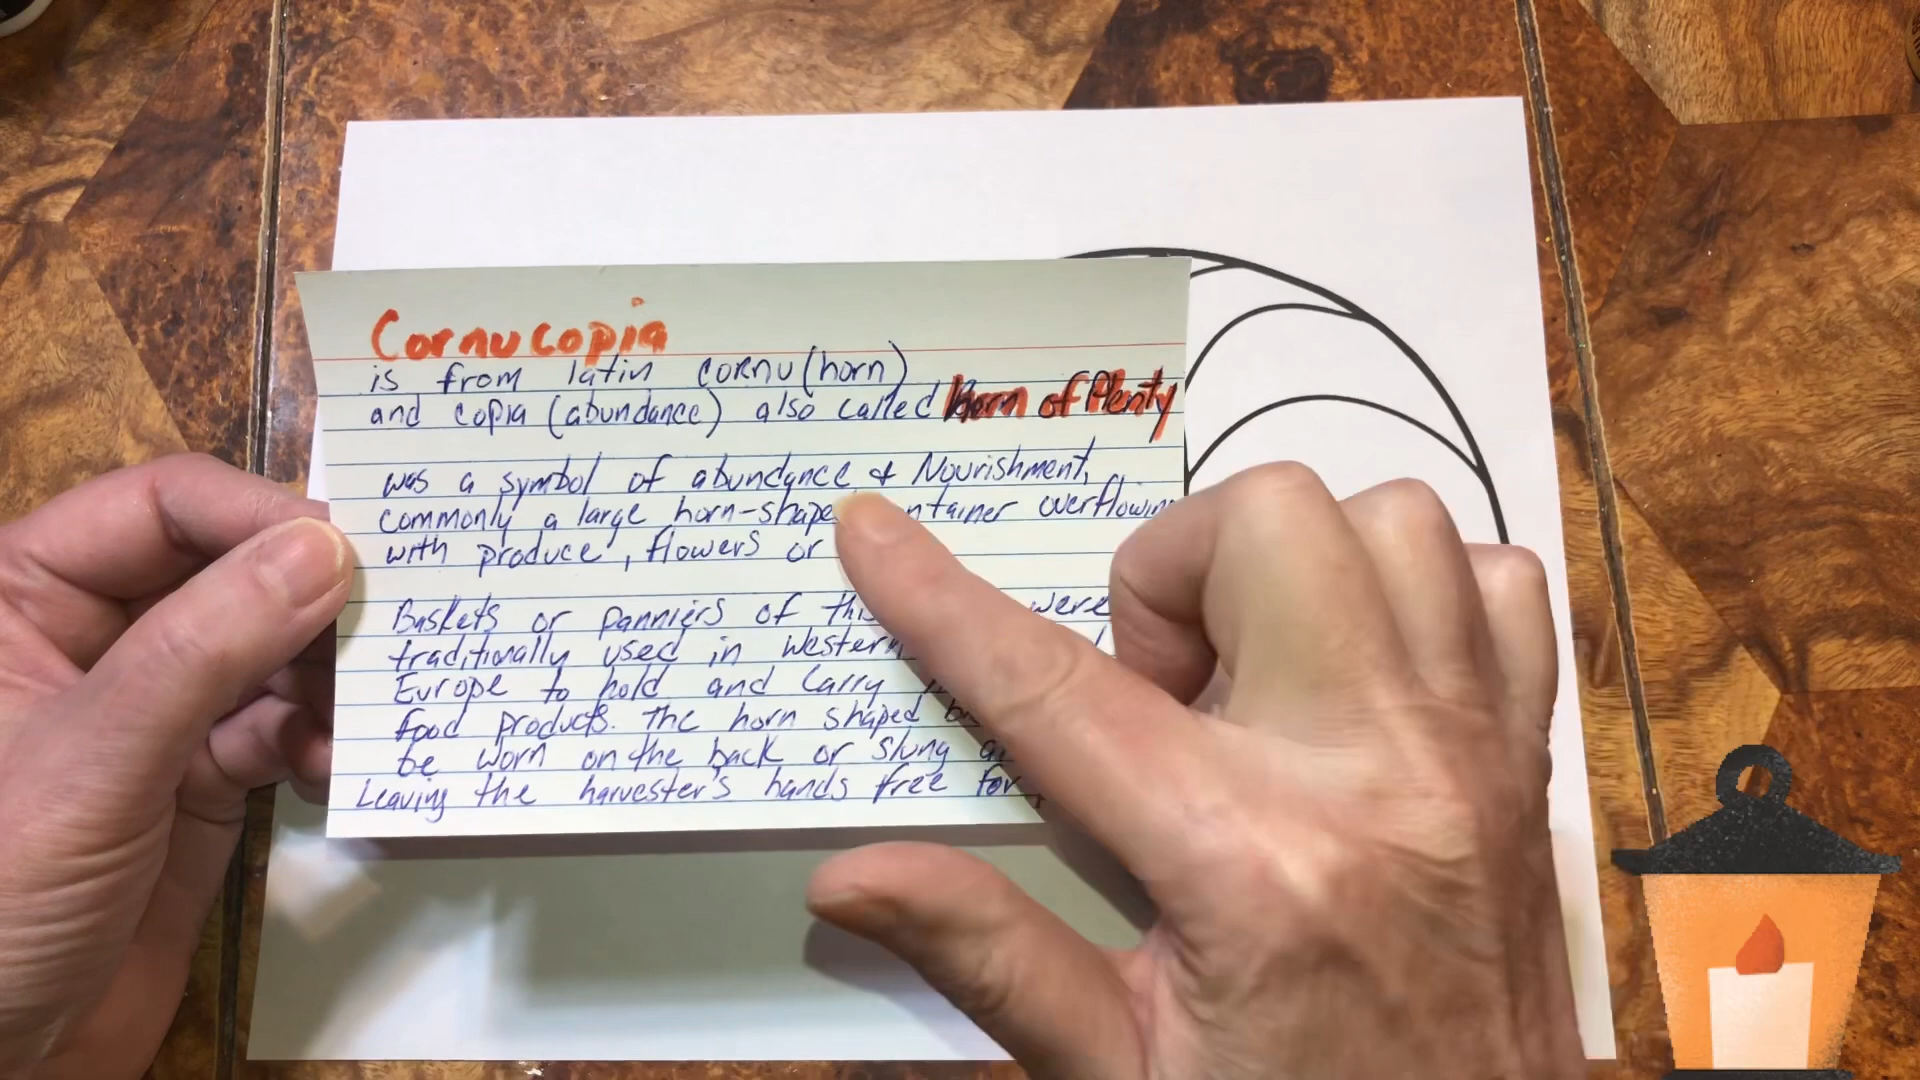 Cornucopia
is from latin cornu (horn)
and copia (abundance) also called Horn of Plenty
was a symbol of abundance & Nourishment,
commonly a large horn-shape ntainer overflowing
with produce, flowers or
Baskets or panniers of this were
traditionally used in western
Europe to hold and carry
food products. The horn shaped
be worn on the back or slung
Leaving the harvester's hands free for